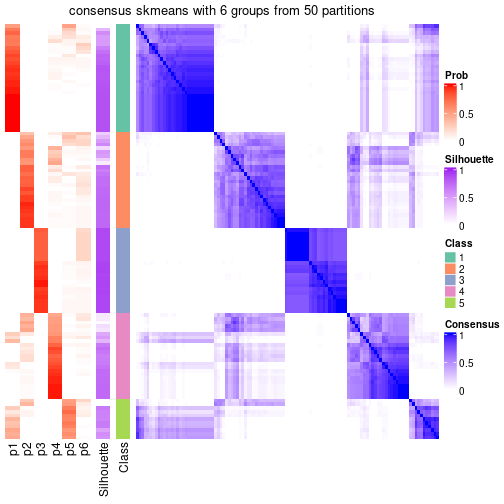 consensus skmeans with 6 groups from 50 partitions
Prob
1
0.5
0
Silhouette
1
0.5
0
Class
1
2
3
4
5
Consensus
1
0.5
0
p1
p2
p3
p4
p5
p6
Silhouette
Class